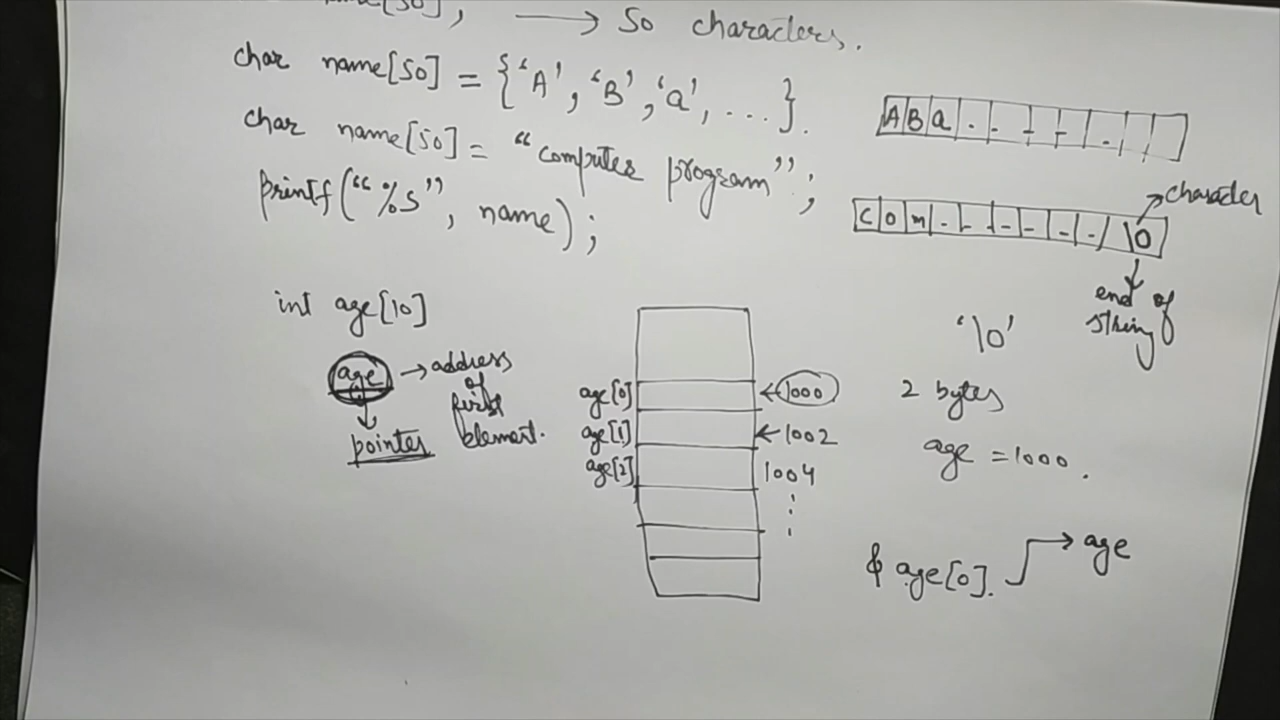 name[50], → 50 characters.
char name[50] = {'A', 'B', 'a', ...}.
A B a . - - - . 
char name[50] = "computer program";
printf("%s", name);
character
C O m - - - - - - \0
end of string
'\0'
int age[10]
age → address of first element.
pointer
age[0] ← 1000
age[1] ← 1002
age[2] 1004
2 bytes
age = 1000.
& age[0]. → age